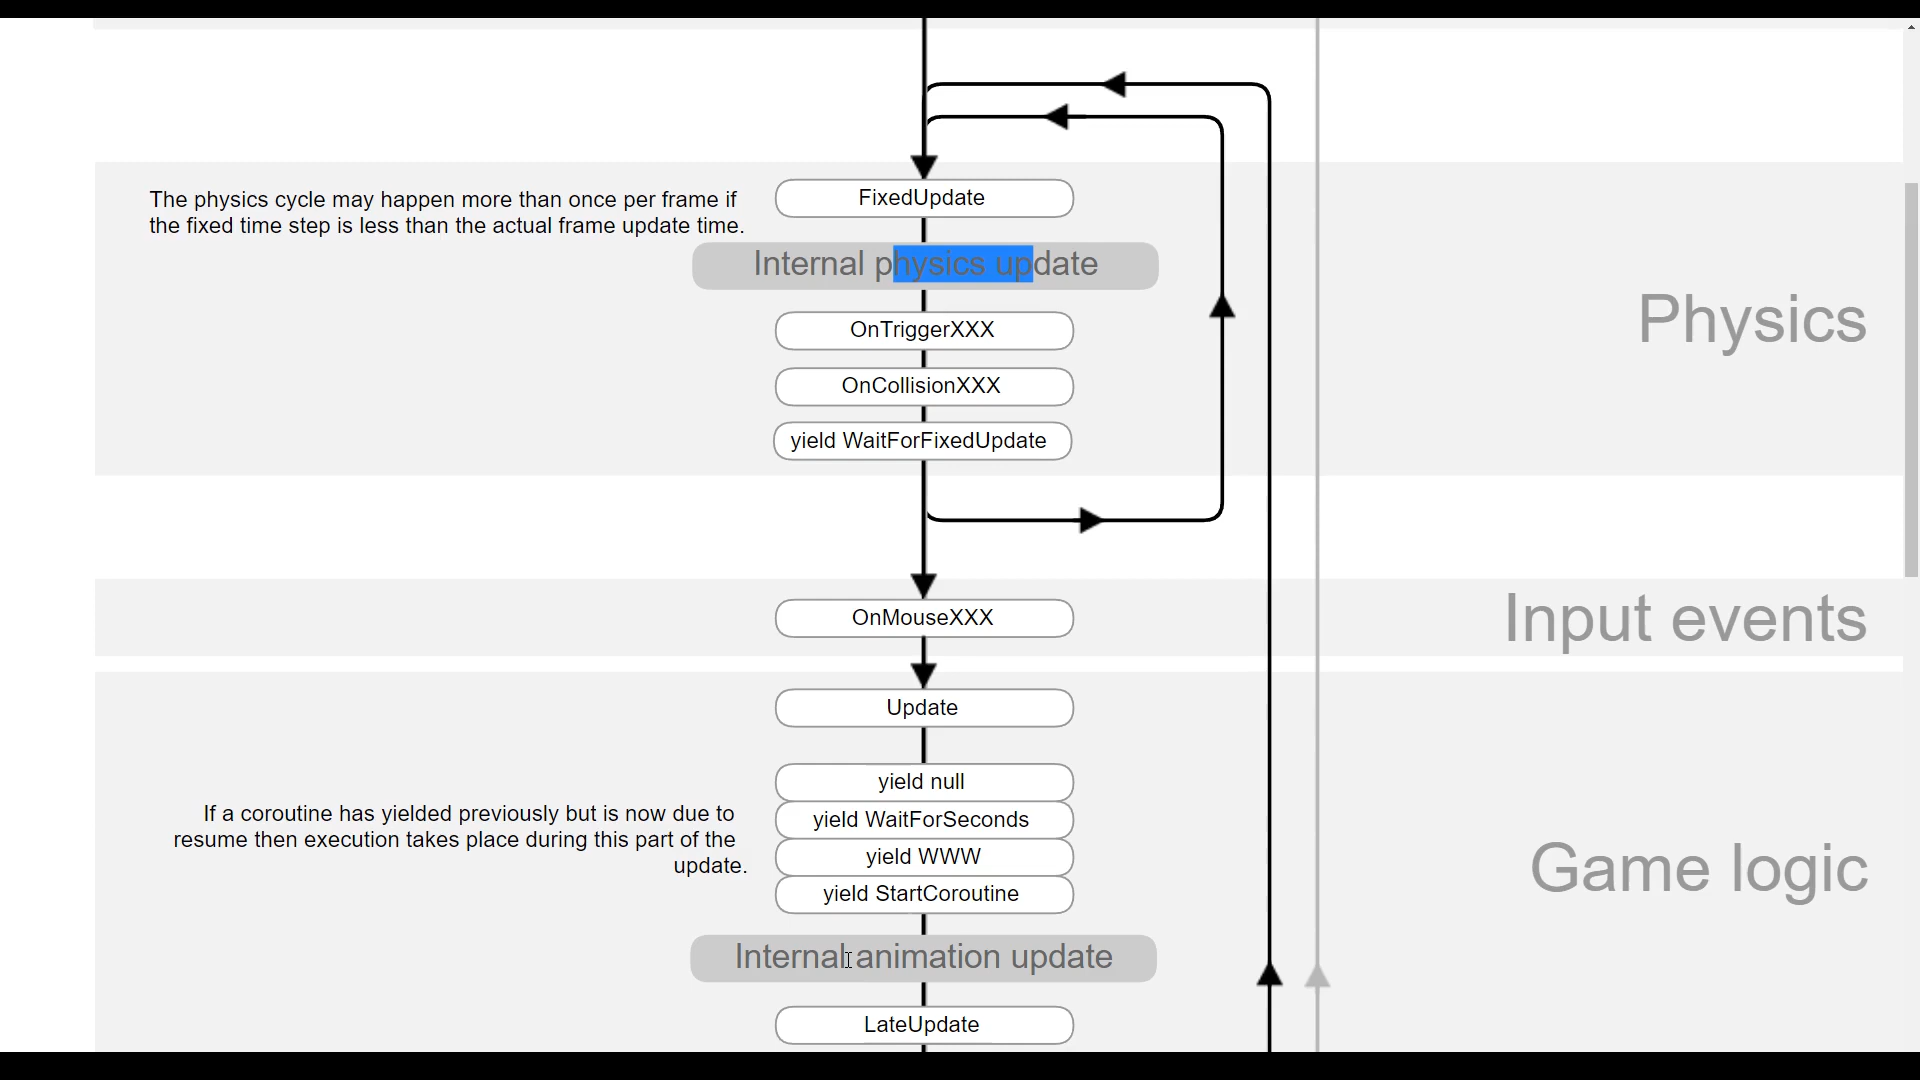 The physics cycle may happen more than once per frame if
the fixed time step is less than the actual frame update time.
FixedUpdate
Internal physics update
OnTriggerXXX
OnCollisionXXX
yield WaitForFixedUpdate
Physics
OnMouseXXX
Input events
Update
yield null
If a coroutine has yielded previously but is now due to
resume then execution takes place during this part of the
update.
yield WaitForSeconds
yield WWW
yield StartCoroutine
Game logic
Internal animation update
LateUpdate